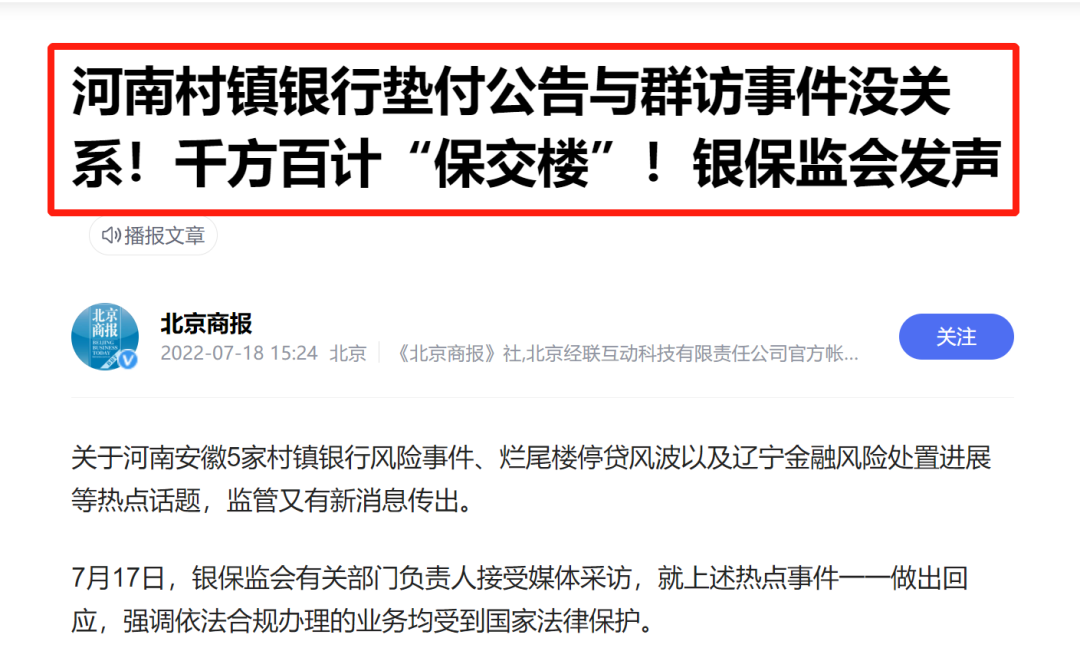 河南村镇银行垫付公告与群访事件没关
系！千方百计“保交楼”！银保监会发声
播报文章
北京
商报
BEIJING
BUSINESS
TODAY
北京商报
2022-07-18 15:24 北京 《北京商报》社,北京经联互动科技有限责任公司官方帐...
关注
关于河南安徽5家村镇银行风险事件、烂尾楼停贷风波以及辽宁金融风险处置进展
等热点话题，监管又有新消息传出。
7月17日，银保监会有关部门负责人接受媒体采访，就上述热点事件一一做出回
应，强调依法合规办理的业务均受到国家法律保护。